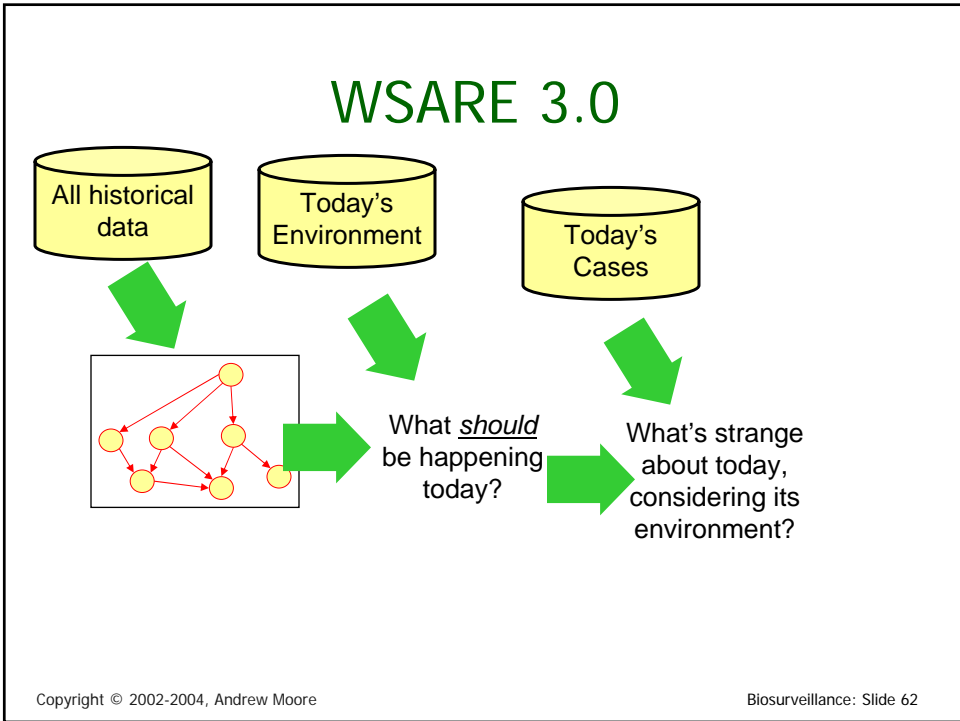 WSARE 3.0
All historical
data
Today's
Environment
Today's
Cases
What should
be happening
today?
What's strange
about today,
considering its
environment?
Copyright © 2002-2004, Andrew Moore
Biosurveillance: Slide 62